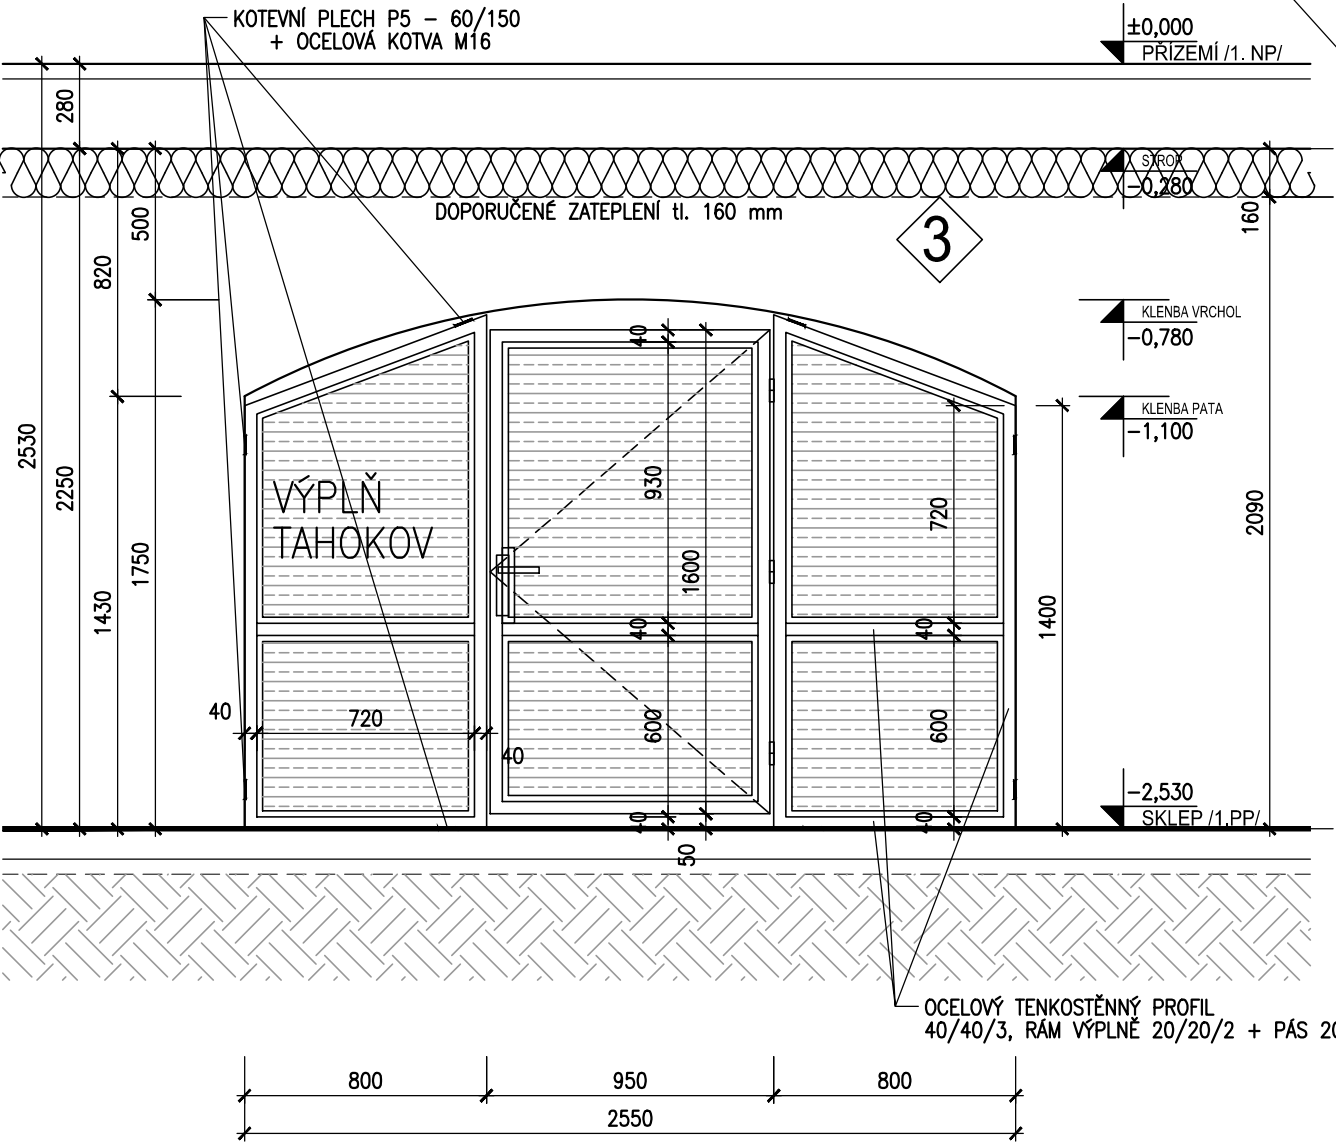 KOTEVNÍ PLECH P5 – 60/150
+ OCELOVÁ KOTVA M16
±0,000
PŘÍZEMÍ /1. NP/
280
STROP
-0,280
DOPORUČENÉ ZATEPLENÍ tl. 160 mm
3
160
500
820
KLENBA VRCHOL
-0,780
40
KLENBA PATA
-1,100
2530
2250
1750
1430
VÝPLŇ
TAHOKOV
930
1600
720
2090
1400
40
40
40
720
40
600
600
-2,530
SKLEP /1.PP/
40
40
50
OCELOVÝ TENKOSTĚNNÝ PROFIL
40/40/3, RÁM VÝPLNĚ 20/20/2 + PÁS 20
800
950
800
2550